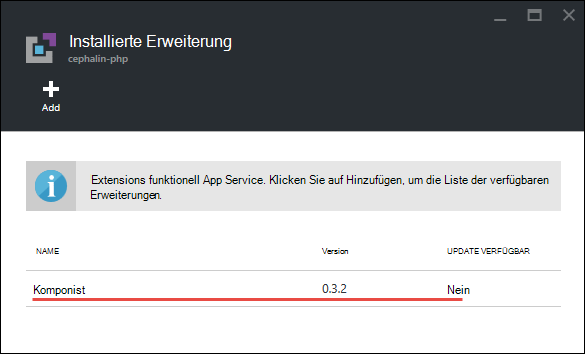 Installierte Erweiterung
cephalin-php
Add
Extensions funktionell App Service. Klicken Sie auf Hinzufügen, um die Liste der verfügbaren
Erweiterungen.
NAME Version UPDATE VERFÜGBAR
Komponist 0.3.2 Nein